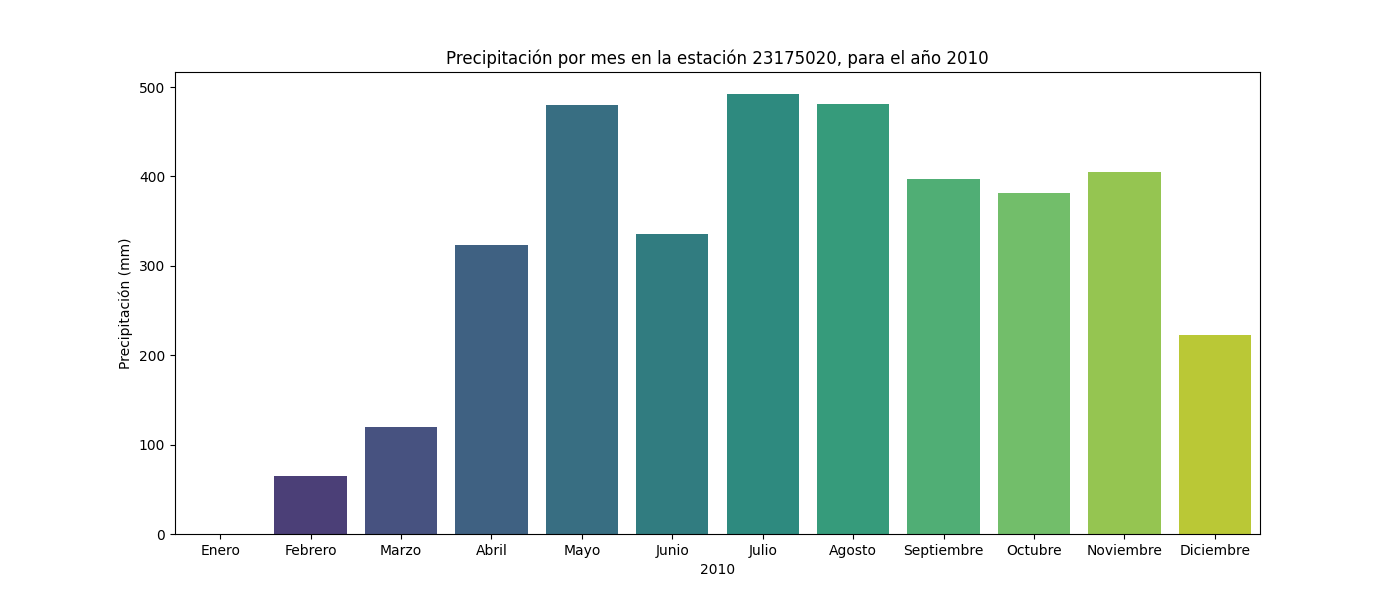 Precipitación por mes en la estación 23175020, para el año 2010
Precipitación (mm)
500
400
300
200
100
0
Enero Febrero Marzo Abril Mayo Junio Julio Agosto Septiembre Octubre Noviembre Diciembre
2010